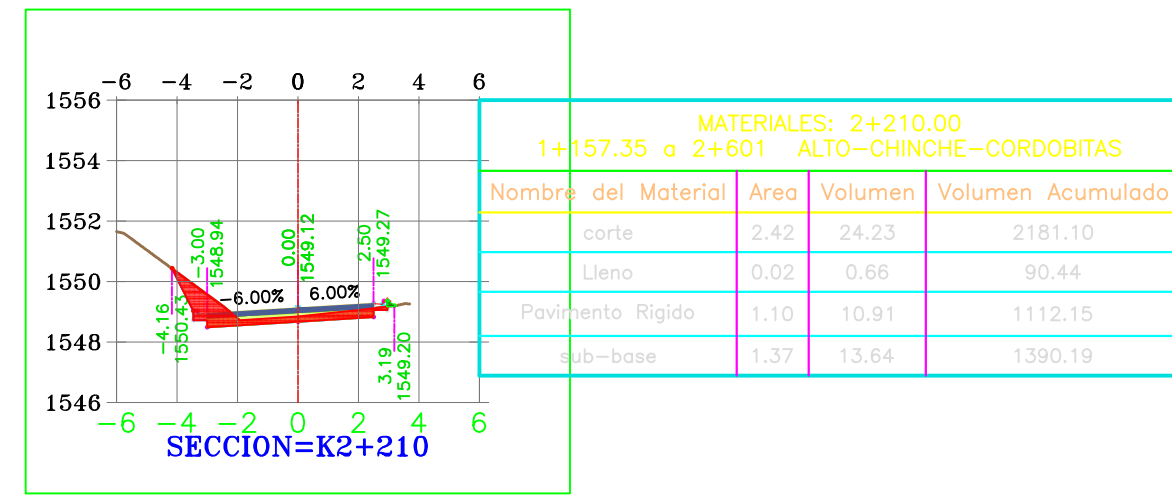 -6 -4 -2 0 2 4 6
1556
1554
1552
1550
1548
1546
-4.16
1550.43
-3.00
1548.94
0.00
1549.12
2.50
1549.27
3.19
1549.20
-6.00% 6.00%
-6 -4 -2 0 2 4 6
SECCION=K2+210
MATERIALES: 2+210.00
1+157.35 a 2+601 ALTO-CHINCHE-CORDOBITAS
Nombre del Material Area Volumen Volumen Acumulado
corte 2.42 24.23 2181.10
Lleno 0.02 0.66 90.44
Pavimento Rigido 1.10 10.91 1112.15
sub-base 1.37 13.64 1390.19